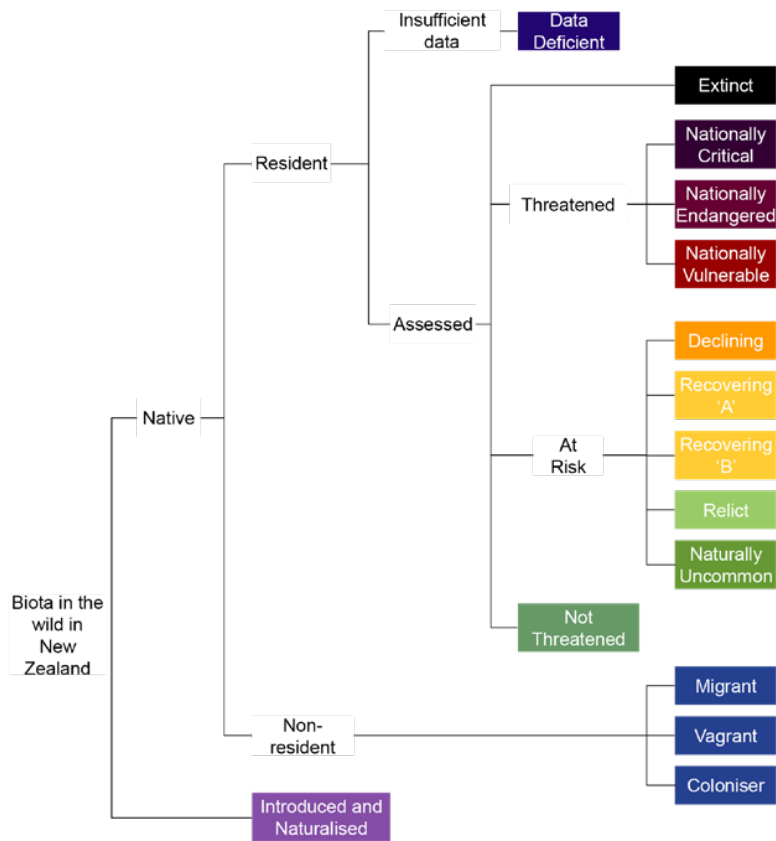 Insufficient
data
Data
Deficient
Extinct
Nationally
Critical
Resident
Threatened
Nationally
Endangered
Nationally
Vulnerable
Assessed
Declining
Recovering
‘A’
Native
At
Risk
Recovering
‘B’
Relict
Naturally
Uncommon
Biota in the
wild in
New
Zealand
Not
Threatened
Migrant
Non-
resident
Vagrant
Coloniser
Introduced and
Naturalised